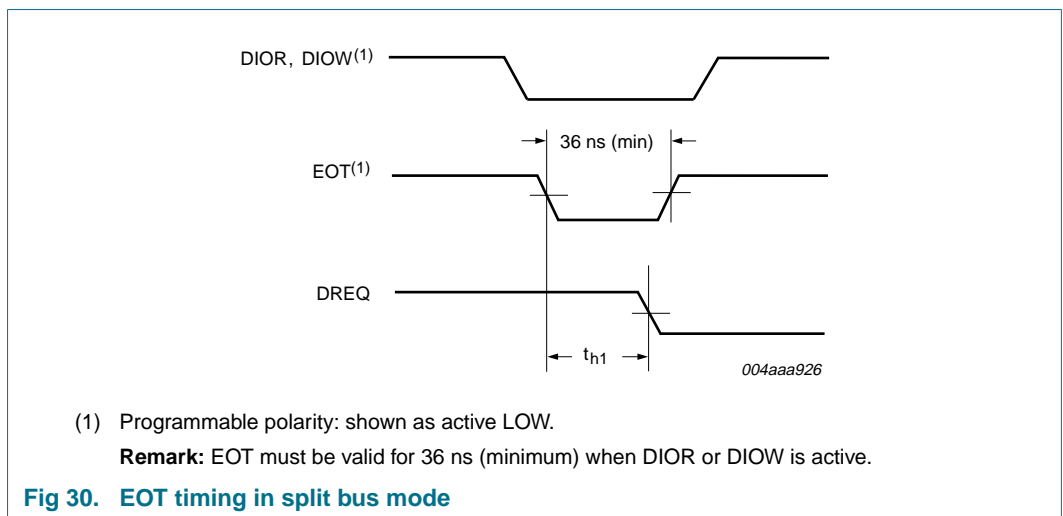 DIOR, DIOW(1)
36 ns (min)
EOT(1)
DREQ
th1
004aaa926
(1) Programmable polarity: shown as active LOW.
Remark: EOT must be valid for 36 ns (minimum) when DIOR or DIOW is active.
Fig 30. EOT timing in split bus mode